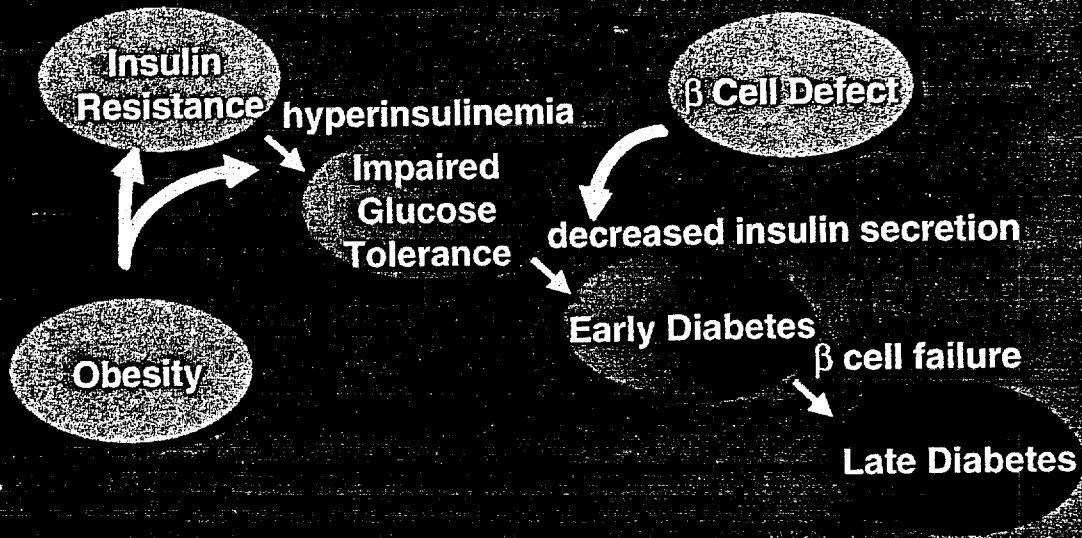 Insulin
Resistance
hyperinsulinemia
β Cell Defect
Impaired
Glucose
Tolerance
decreased insulin secretion
Early Diabetes
β cell failure
Obesity
Late Diabetes